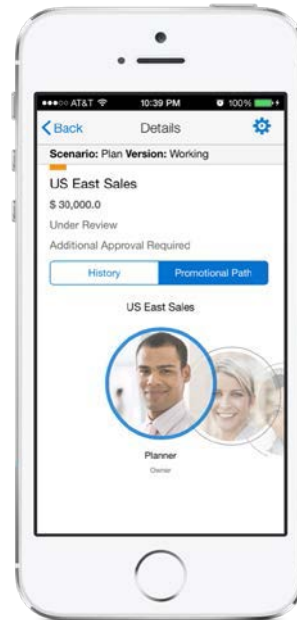 AT&T 10:39 PM 100%
Back Details
Scenario: Plan Version: Working
US East Sales
$ 30,000.0
Under Review
Additional Approval Required
History Promotional Path
US East Sales
Planner
Owner